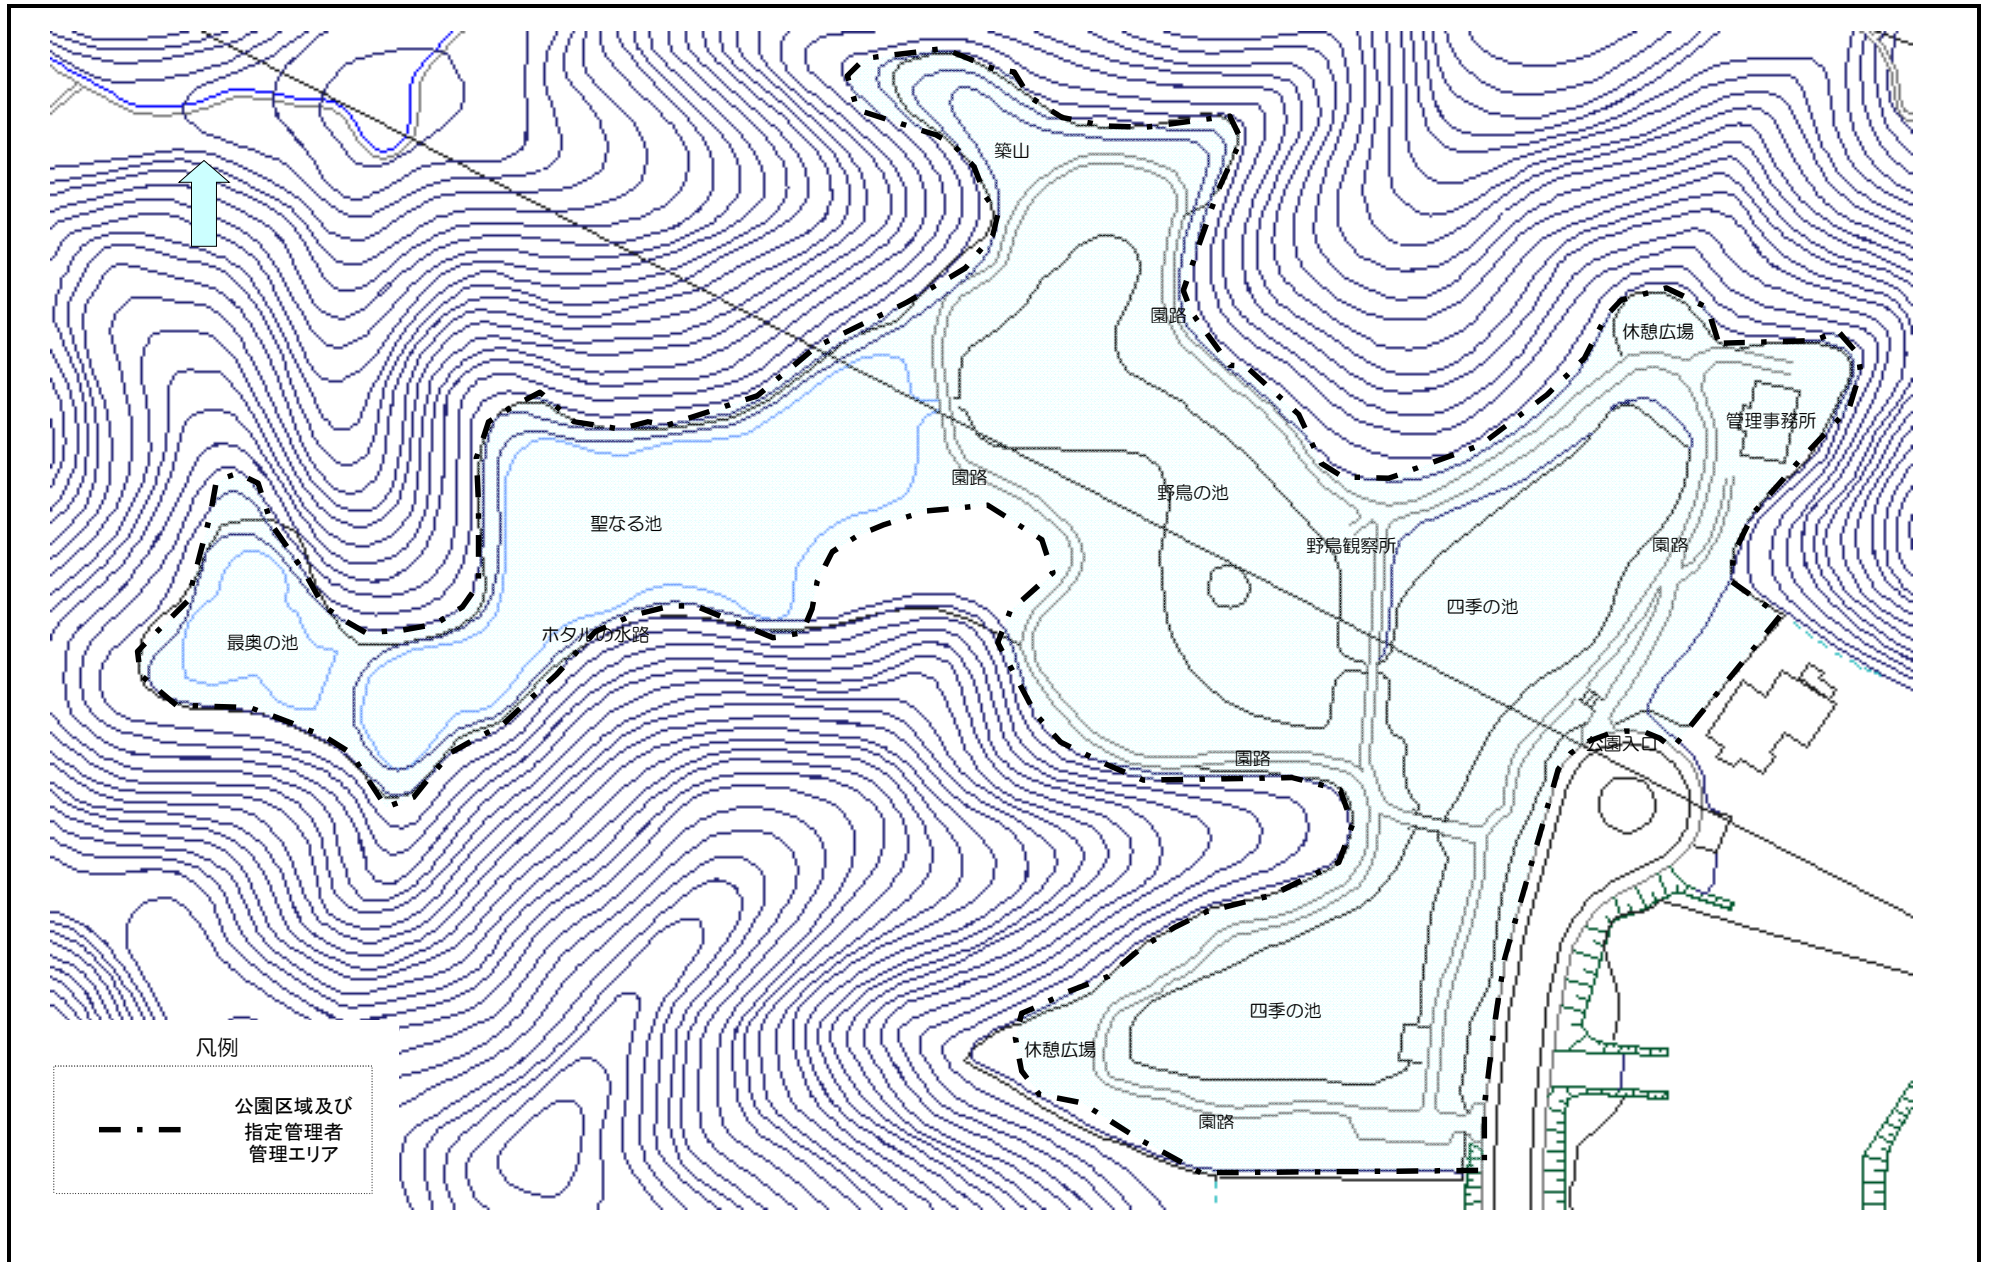 築山
園路
休憩広場
管理事務所
園路
野鳥の池
聖なる池
野鳥観察所
園路
四季の池
ホタルの水路
最奥の池
公園入口
園路
四季の池
休憩広場
園路
凡例
公園区域及び
指定管理者
管理エリア